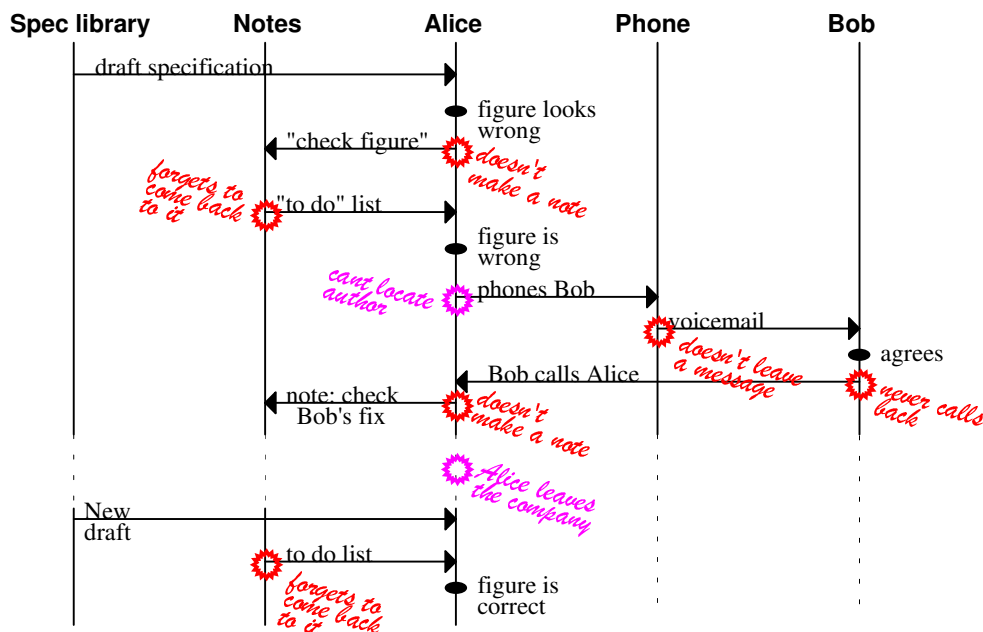 Spec library Notes Alice Phone Bob
draft specification
figure looks
wrong
"check figure"
doesn't
make a note
forgets to
come back
to it
"to do" list
figure is
wrong
cant locate
author
phones Bob
voicemail
doesn't leave
a message
agrees
Bob calls Alice
never calls
back
note: check
Bob's fix
doesn't
make a note
Alice leaves
the company
New
draft
to do list
forgets to
come back
to it
figure is
correct